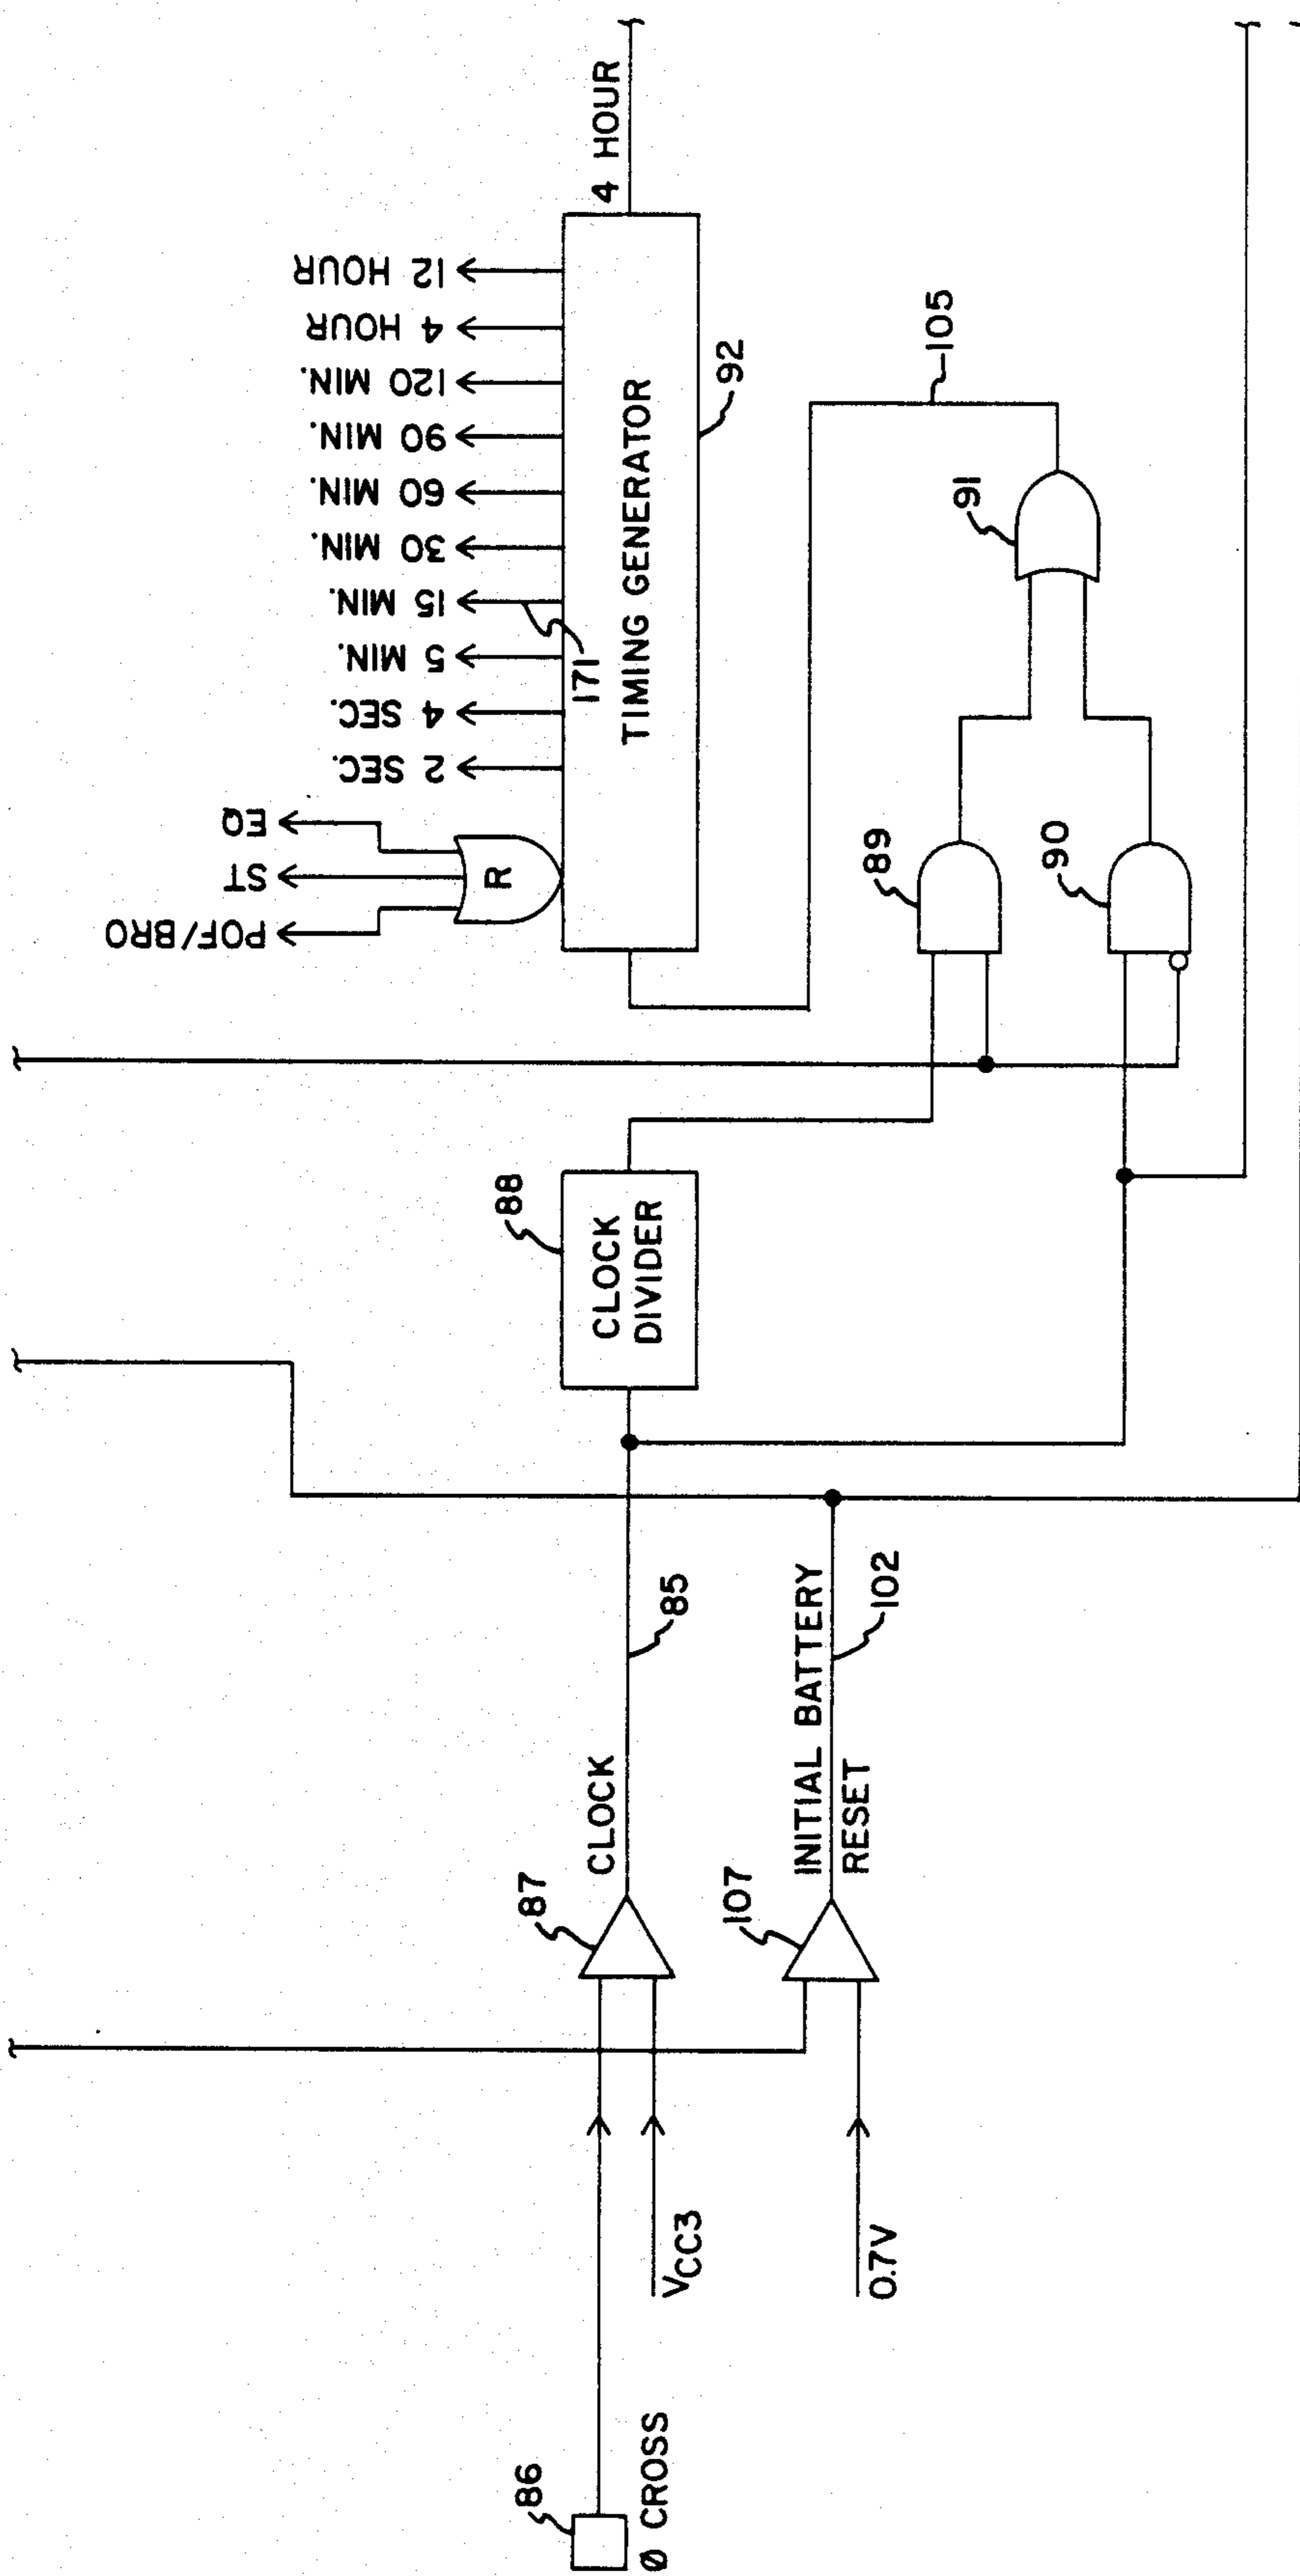 86
Ø CROSS
VCC3
0.7V
87
CLOCK
85
107
INITIAL BATTERY
RESET
102
88
CLOCK
DIVIDER
POF/BRO
ST
EQ
R
2 SEC.
4 SEC.
5 MIN.
15 MIN.
30 MIN.
60 MIN.
90 MIN.
120 MIN.
4 HOUR
12 HOUR
171
TIMING GENERATOR
92
4 HOUR
89
90
91
105